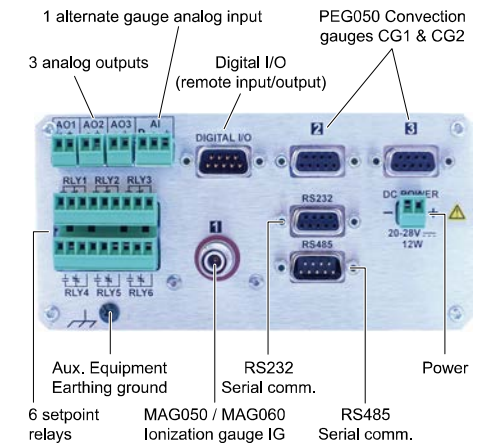 1 alternate gauge analog input
PEG050 Convection
gauges CG1 & CG2
3 analog outputs
Digital I/O
(remote input/output)
AO1 AO2 AO3 AI
DIGITAL I/O
2
3
RLY1 RLY2 RLY3
RS232
DC POWER
1
20-28V
12W
RS485
RLY4 RLY5 RLY6
Aux. Equipment
Earthing ground
RS232
Serial comm.
Power
6 setpoint
relays
MAG050 / MAG060
Ionization gauge IG
RS485
Serial comm.